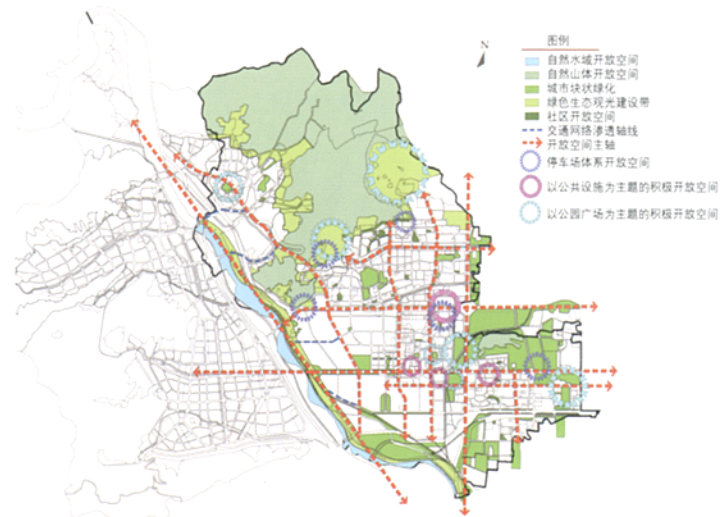 N
图例
自然水域开放空间
自然山体开放空间
城市块状绿化
绿色生态观光建设带
社区开放空间
交通网络渗透轴线
开放空间主轴
停车场体系开放空间
以公共设施为主题的积极开放空间
以公园广场为主题的积极开放空间